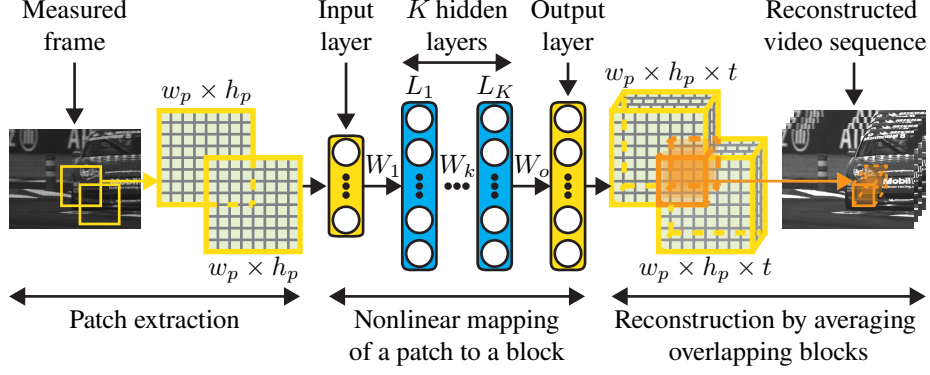 Measured
frame
Input
layer
K hidden
layers
Output
layer
Reconstructed
video sequence
w_p × h_p
L_1
L_K
w_p × h_p × t
W_1
W_k
W_o
Mobil
w_p × h_p
w_p × h_p × t
Patch extraction
Nonlinear mapping
of a patch to a block
Reconstruction by averaging
overlapping blocks